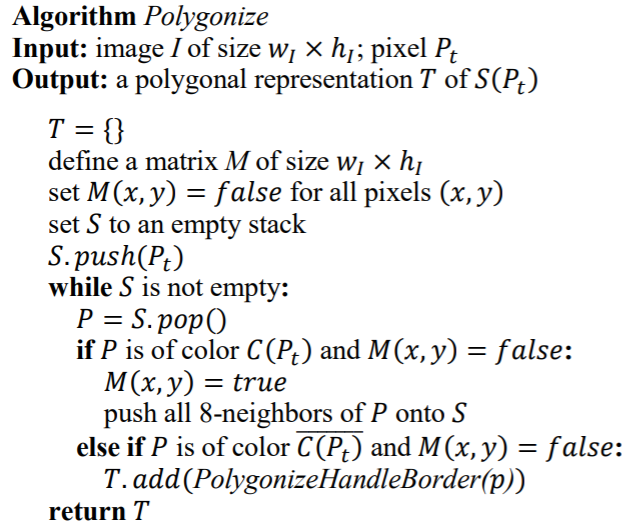 Algorithm Polygonize
Input: image I of size w_I × h_I; pixel P_t
Output: a polygonal representation T of S(P_t)
T = {}
define a matrix M of size w_I × h_I
set M(x, y) = false for all pixels (x, y)
set S to an empty stack
S.push(P_t)
while S is not empty:
P = S.pop()
if P is of color C(P_t) and M(x, y) = false:
M(x, y) = true
push all 8-neighbors of P onto S
else if P is of color \overline{C(P_t)} and M(x, y) = false:
T.add(PolygonizeHandleBorder(p))
return T